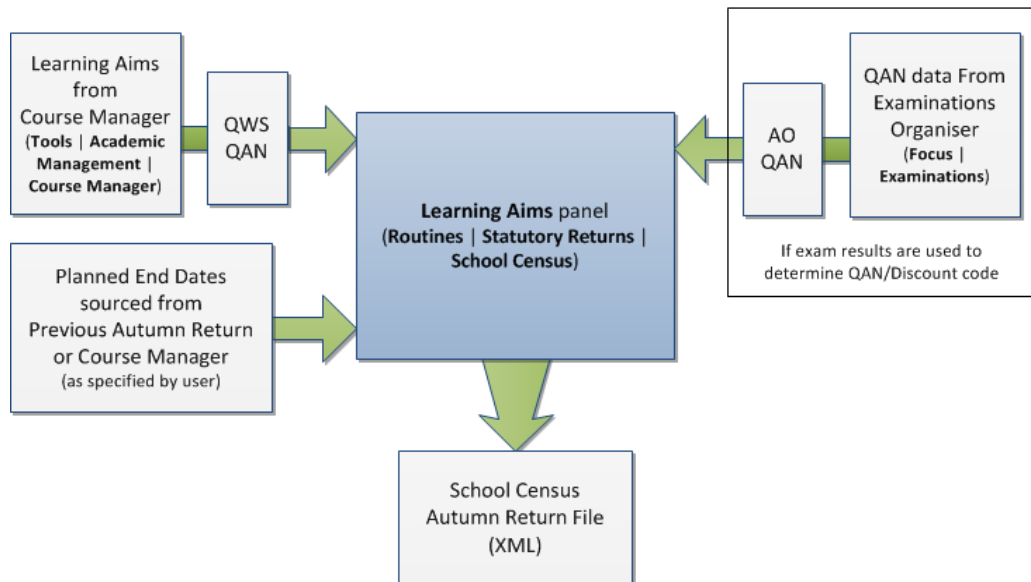 Learning Aims
from
Course Manager
(Tools | Academic
Management |
Course Manager)
QWS
QAN
Learning Aims panel
(Routines | Statutory Returns |
School Census)
AO
QAN
QAN data From
Examinations
Organiser
(Focus |
Examinations)
If exam results are used to
determine QAN/Discount code
Planned End Dates
sourced from
Previous Autumn Return
or Course Manager
(as specified by user)
School Census
Autumn Return File
(XML)